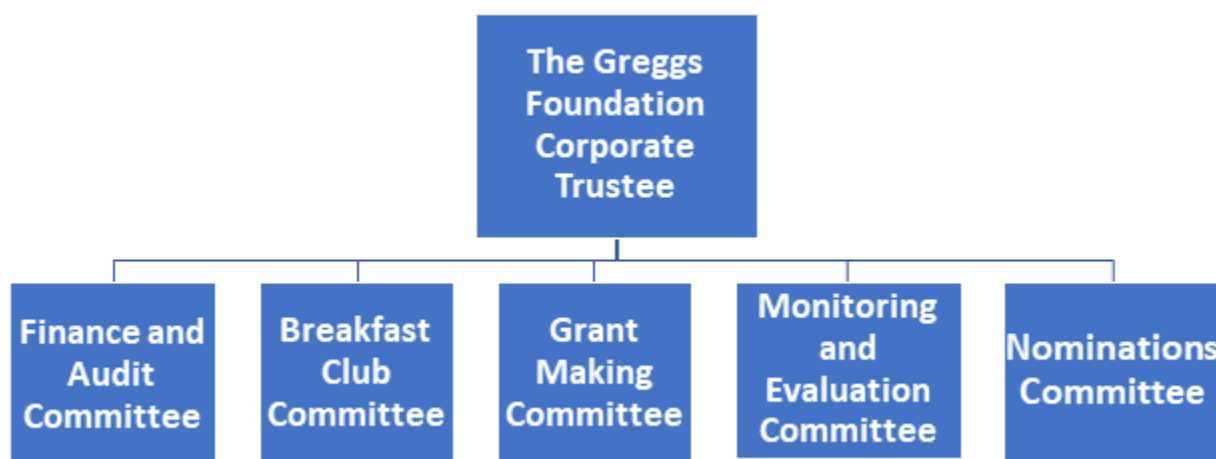 The Greggs
Foundation
Corporate
Trustee
Finance and
Audit
Committee
Breakfast
Club
Committee
Grant
Making
Committee
Monitoring
and
Evaluation
Committee
Nominations
Committee